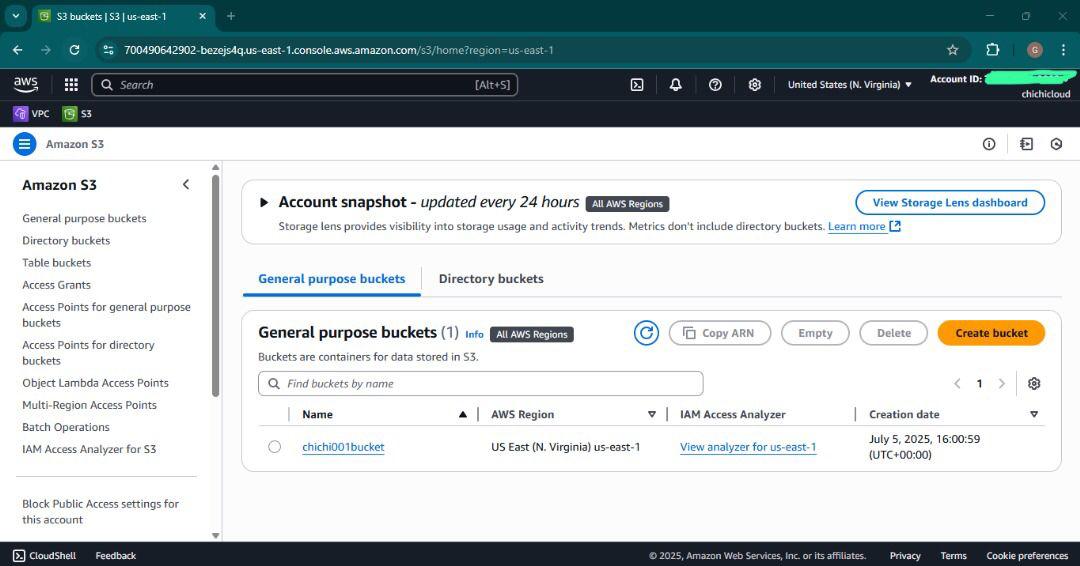 S3 buckets | S3 | us-east-1
700490642902-bezejs4q.us-east-1.console.aws.amazon.com/s3/home?region=us-east-1
G
aws
Search
[Alt+S]
United States (N. Virginia)
Account ID:
chichicloud
VPC
S3
Amazon S3
Amazon S3
General purpose buckets
Directory buckets
Table buckets
Access Grants
Access Points for general purpose
buckets
Access Points for directory
buckets
Object Lambda Access Points
Multi-Region Access Points
Batch Operations
IAM Access Analyzer for S3
Block Public Access settings for
this account
Account snapshot - updated every 24 hours All AWS Regions
View Storage Lens dashboard
Storage lens provides visibility into storage usage and activity trends. Metrics don't include directory buckets. Learn more
General purpose buckets
Directory buckets
General purpose buckets (1) Info All AWS Regions
Copy ARN
Empty
Delete
Create bucket
Buckets are containers for data stored in S3.
Find buckets by name
1
Name
AWS Region
IAM Access Analyzer
Creation date
chichi001bucket
US East (N. Virginia) us-east-1
View analyzer for us-east-1
July 5, 2025, 16:00:59
(UTC+00:00)
CloudShell
Feedback
© 2025, Amazon Web Services, Inc. or its affiliates.
Privacy
Terms
Cookie preferences